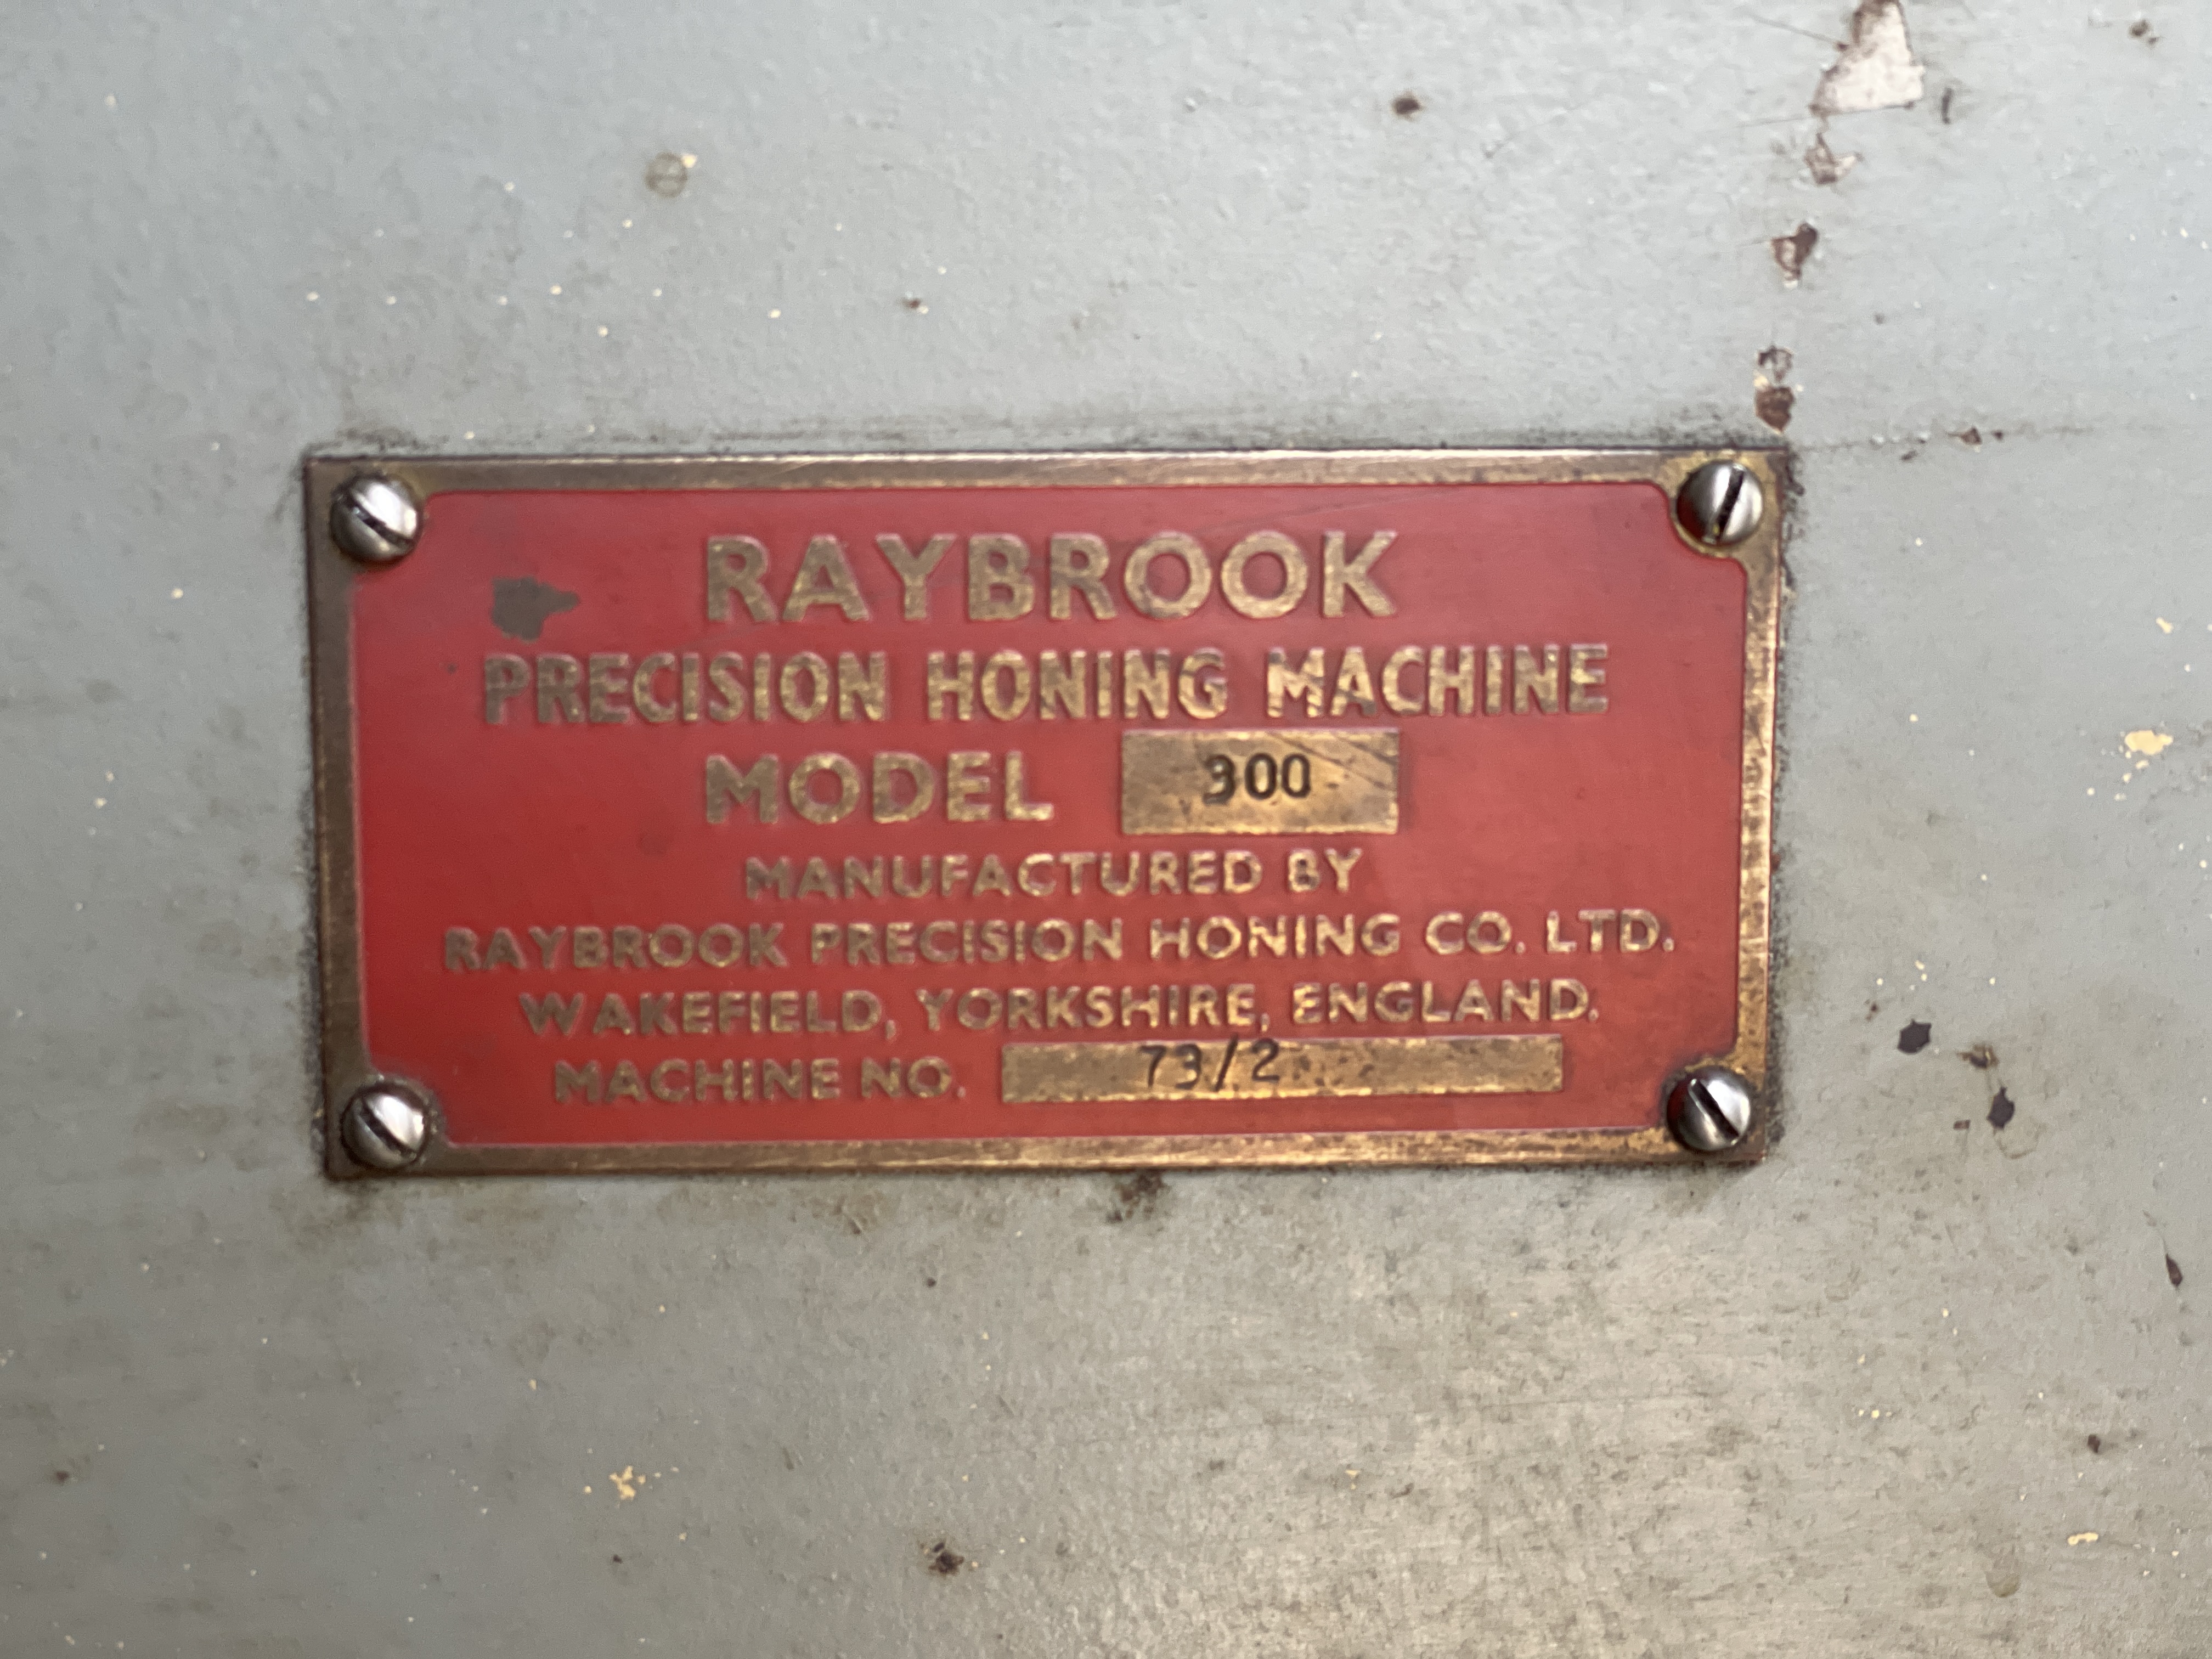 RAYBROOK
PRECISION HONING MACHINE
MODEL 300
MANUFACTURED BY
RAYBROOK PRECISION HONING CO. LTD.
WAKEFIELD, YORKSHIRE, ENGLAND.
MACHINE NO. 73/2